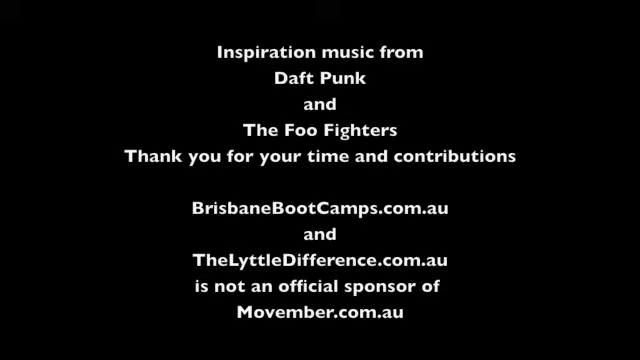 Inspiration music from
Daft Punk
and
The Foo Fighters
Thank you for your time and contributions
BrisbaneBootCamps.com.au
and
TheLyttleDifference.com.au
is not an official sponsor of
Movember.com.au